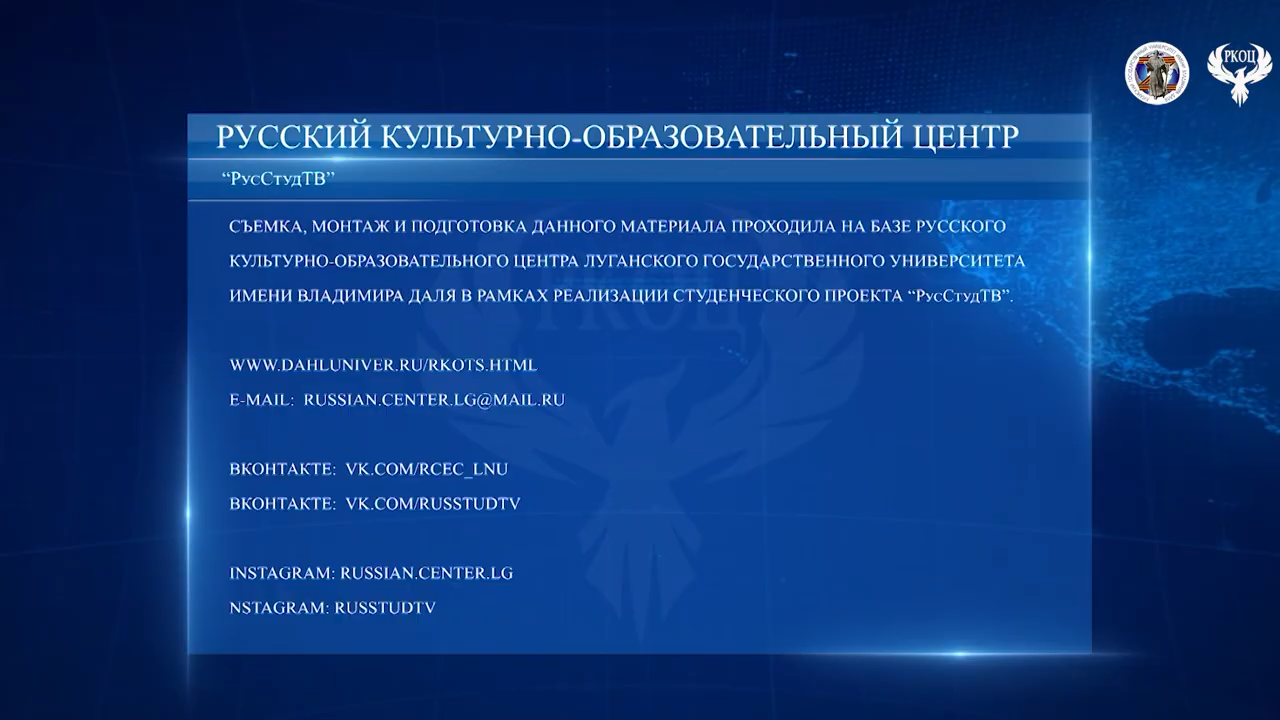 РКОЦ
РУССКИЙ КУЛЬТУРНО-ОБРАЗОВАТЕЛЬНЫЙ ЦЕНТР
“РусСтудТВ”
СЪЕМКА, МОНТАЖ И ПОДГОТОВКА ДАННОГО МАТЕРИАЛА ПРОХОДИЛА НА БАЗЕ РУССКОГО
КУЛЬТУРНО-ОБРАЗОВАТЕЛЬНОГО ЦЕНТРА ЛУГАНСКОГО ГОСУДАРСТВЕННОГО УНИВЕРСИТЕТА
ИМЕНИ ВЛАДИМИРА ДАЛЯ В РАМКАХ РЕАЛИЗАЦИИ СТУДЕНЧЕСКОГО ПРОЕКТА “РусСтудТВ”.
РКОЦ
WWW.DAHLUNIVER.RU/RKOTS.HTML
E-MAIL: RUSSIAN.CENTER.LG@MAIL.RU
ВКОНТАКТЕ: VK.COM/RCEC_LNU
ВКОНТАКТЕ: VK.COM/RUSSTUDTV
INSTAGRAM: RUSSIAN.CENTER.LG
NSTAGRAM: RUSSTUDTV